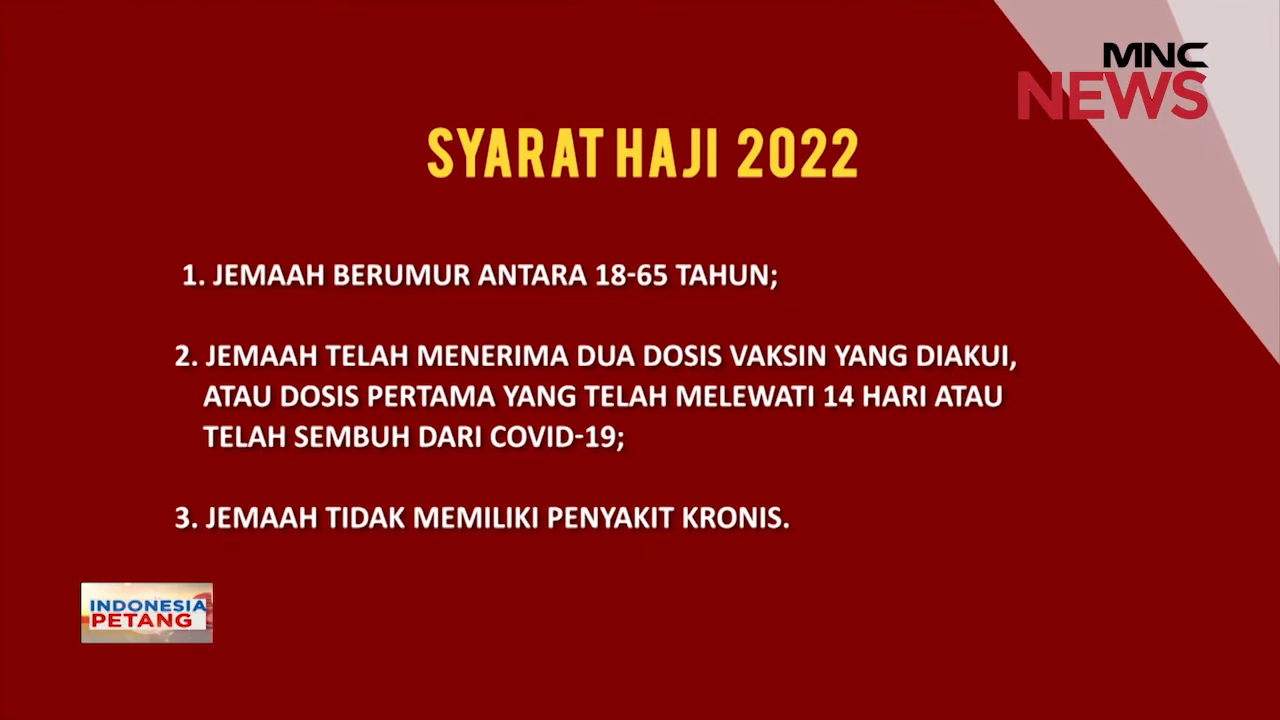 MNC
NEWS
SYARAT HAJI 2022
1. JEMAAH BERUMUR ANTARA 18-65 TAHUN;
2. JEMAAH TELAH MENERIMA DUA DOSIS VAKSIN YANG DIAKUI,
ATAU DOSIS PERTAMA YANG TELAH MELEWATI 14 HARI ATAU
TELAH SEMBUH DARI COVID-19;
3. JEMAAH TIDAK MEMILIKI PENYAKIT KRONIS.
INDONESIA
PETANG